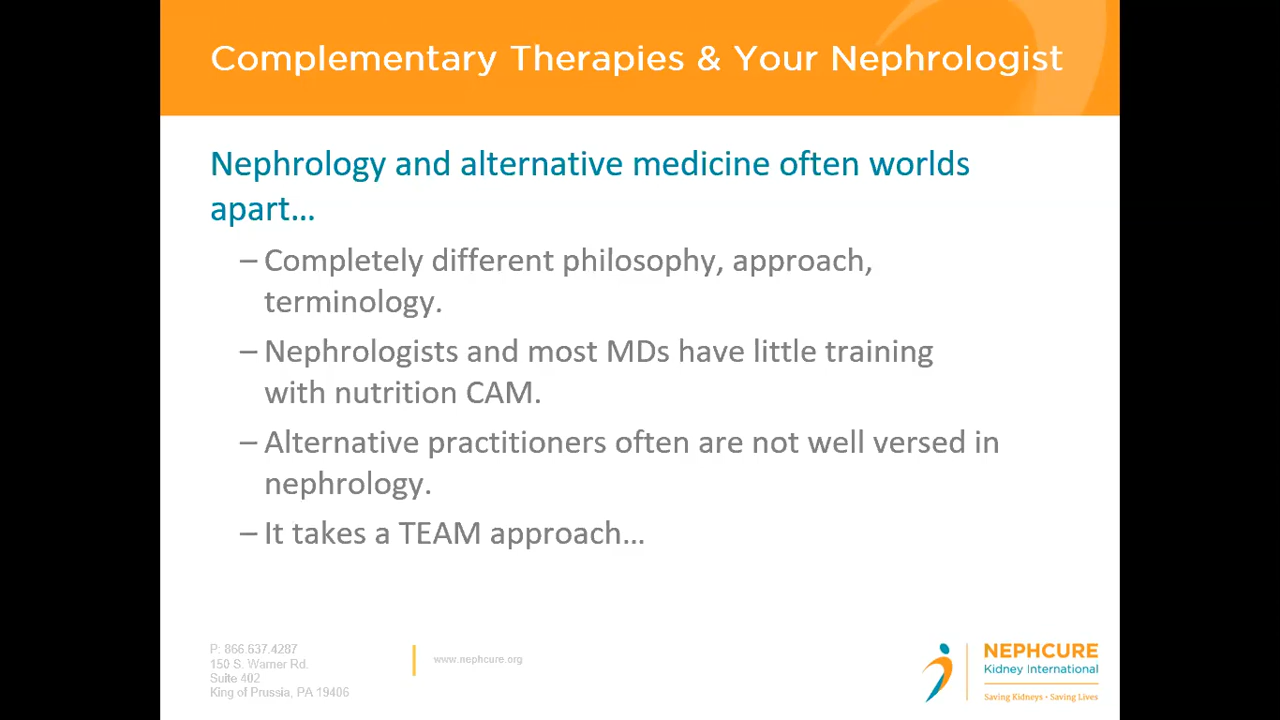 Complementary Therapies & Your Nephrologist
Nephrology and alternative medicine often worlds
apart…
– Completely different philosophy, approach,
terminology.
– Nephrologists and most MDs have little training
with nutrition CAM.
– Alternative practitioners often are not well versed in
nephrology.
– It takes a TEAM approach…
P: 866.637.4287
150 S. Warner Rd.
Suite 402
King of Prussia, PA 19406
www.nephcure.org
NEPHCURE
Kidney International
Saving Kidneys • Saving Lives